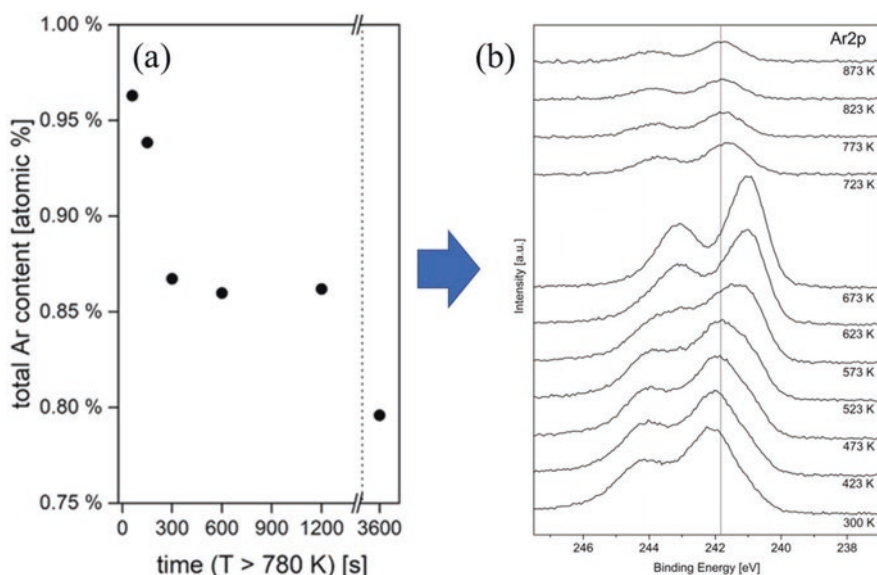 (a)
total Ar content [atomic %]
1.00 %
0.95 %
0.90 %
0.85 %
0.80 %
0.75 %
0 300 600 900 1200 3600
time (T > 780 K) [s]
(b)
Ar2p
873 K
823 K
773 K
723 K
673 K
623 K
573 K
523 K
473 K
423 K
300 K
Intensity [a.u.]
246 244 242 240 238
Binding Energy [eV]